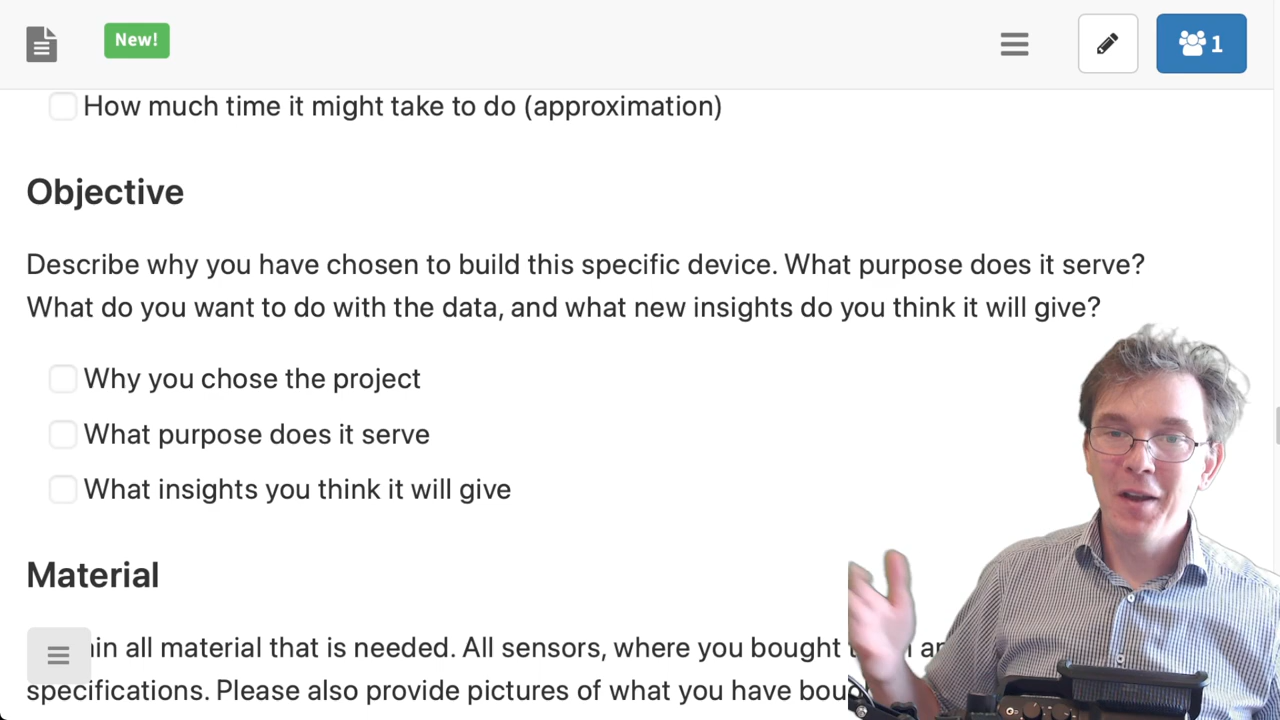 New!
1
How much time it might take to do (approximation)
Objective
Describe why you have chosen to build this specific device. What purpose does it serve?
What do you want to do with the data, and what new insights do you think it will give?
Why you chose the project
What purpose does it serve
What insights you think it will give
Material
all material that is needed. All sensors, where you bought
specifications. Please also provide pictures of what you have